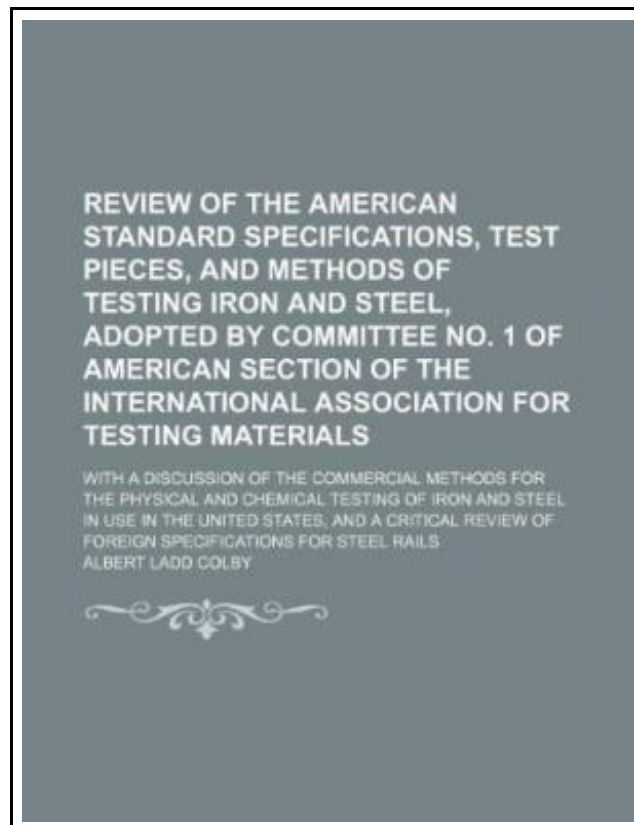 REVIEW OF THE AMERICAN
STANDARD SPECIFICATIONS, TEST
PIECES, AND METHODS OF
TESTING IRON AND STEEL,
ADOPTED BY COMMITTEE NO. 1 OF
AMERICAN SECTION OF THE
INTERNATIONAL ASSOCIATION FOR
TESTING MATERIALS
WITH A DISCUSSION OF THE COMMERCIAL METHODS FOR
THE PHYSICAL AND CHEMICAL TESTING OF IRON AND STEEL
IN USE IN THE UNITED STATES, AND A CRITICAL REVIEW OF
FOREIGN SPECIFICATIONS FOR STEEL RAILS
ALBERT LADD COLBY